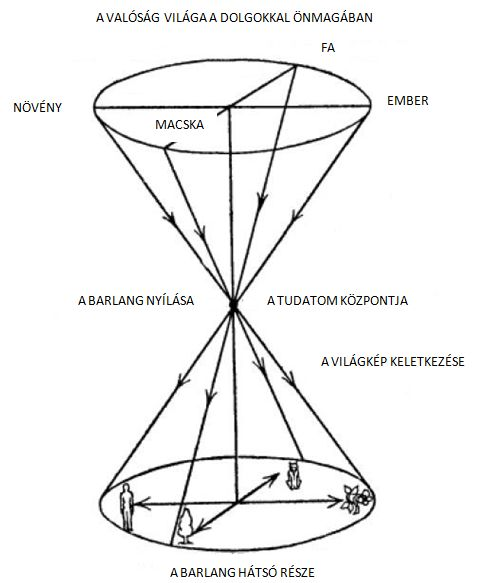 A VALÓSÁG VILÁGA A DOLGOKKAL ÖNMAGÁBAN
FA
NÖVÉNY
EMBER
MACSKA
A BARLANG NYÍLÁSA
A TUDATOM KÖZPONTJA
A VILÁGKÉP KELETKEZÉSE
A BARLANG HÁTSÓ RÉSZE